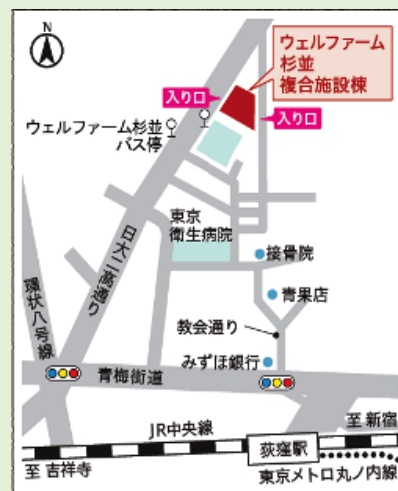 N
ウェルファーム
杉並
複合施設棟
入り口
入り口
ウェルファーム杉並
バス停
東京
衛生病院
日大二高通り
接骨院
環状八号線
青果店
教会通り
みずほ銀行
青梅街道
JR中央線
至 新宿
荻窪駅
至 吉祥寺
東京メトロ丸ノ内線